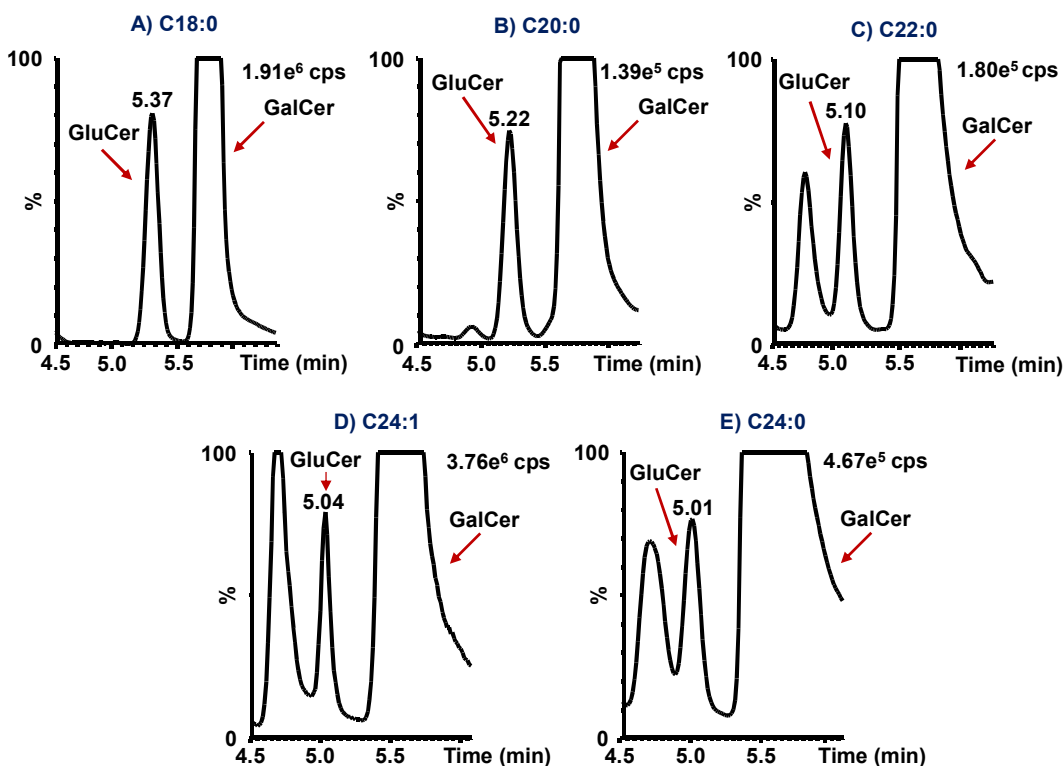 A) C18:0
100
1.91e⁶ cps
5.37
GluCer
GalCer
%
0
4.5 5.0 5.5 Time (min)
B) C20:0
100
1.39e⁵ cps
GluCer
5.22
GalCer
%
0
4.5 5.0 5.5 Time (min)
C) C22:0
100
1.80e⁵ cps
GluCer
5.10
GalCer
%
0
4.5 5.0 5.5 Time (min)
D) C24:1
100
GluCer
3.76e⁶ cps
5.04
GalCer
%
0
4.5 5.0 5.5 Time (min)
E) C24:0
100
4.67e⁵ cps
GluCer
5.01
GalCer
%
0
4.5 5.0 5.5 Time (min)